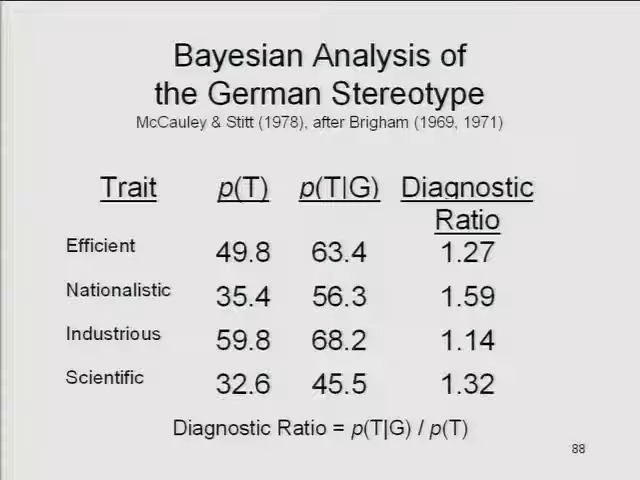 Bayesian Analysis of
the German Stereotype
McCauley & Stitt (1978), after Brigham (1969, 1971)
Trait p(T) p(T|G) Diagnostic
Ratio
Efficient 49.8 63.4 1.27
Nationalistic 35.4 56.3 1.59
Industrious 59.8 68.2 1.14
Scientific 32.6 45.5 1.32
Diagnostic Ratio = p(T|G) / p(T)
88